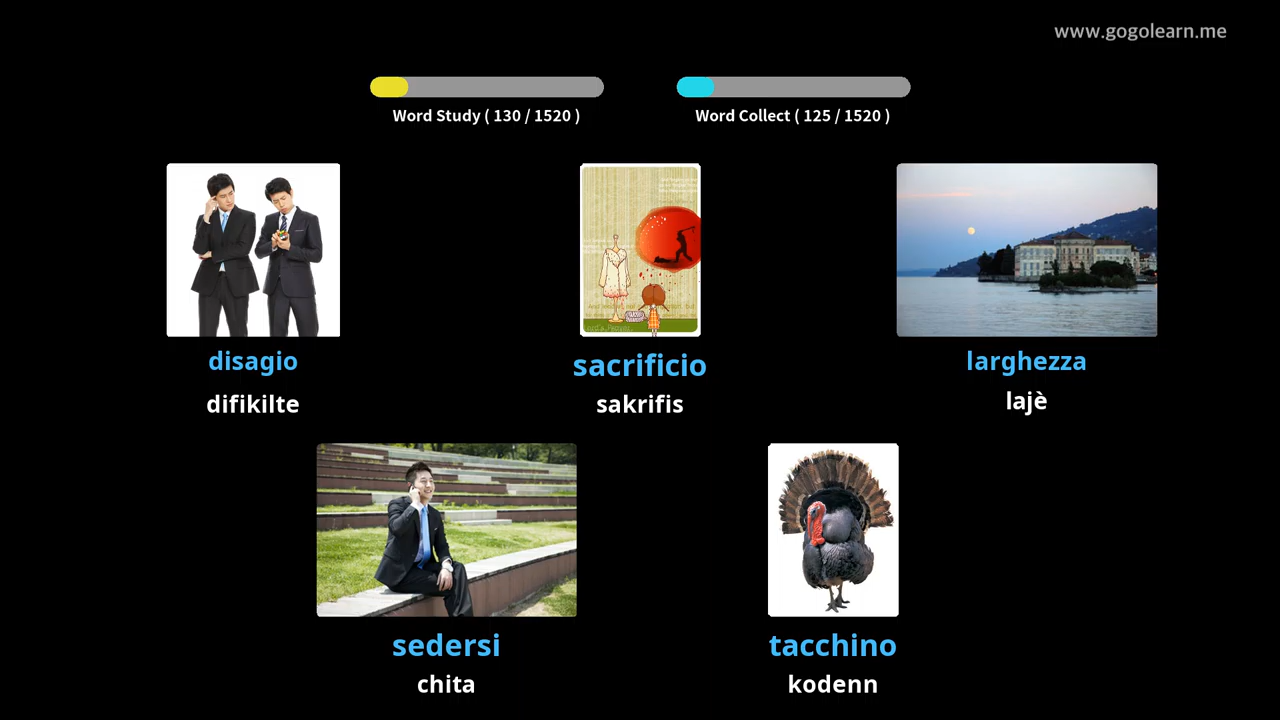 www.gogolearn.me
Word Study ( 130 / 1520 )
Word Collect ( 125 / 1520 )
disagio
difikilte
sacrificio
sakrifis
larghezza
lajè
sedersi
chita
tacchino
kodenn